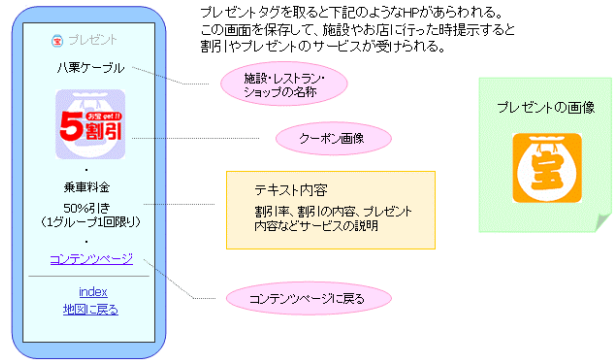 プレゼントタグを取ると下記のようなHPがあらわれる。
この画面を保存して、施設やお店に行った時提示すると
割引やプレゼントのサービスが受けられる。
プレゼント
八栗ケーブル
お宝 get!!
5割引
・
乗車料金
50%引き
(1グループ1回限り)
・
コンテンツページ
index
地図に戻る
施設・レストラン・
ショップの名称
クーポン画像
テキスト内容
割引率、割引の内容、プレゼント
内容などサービスの説明
コンテンツページに戻る
プレゼントの画像
宝